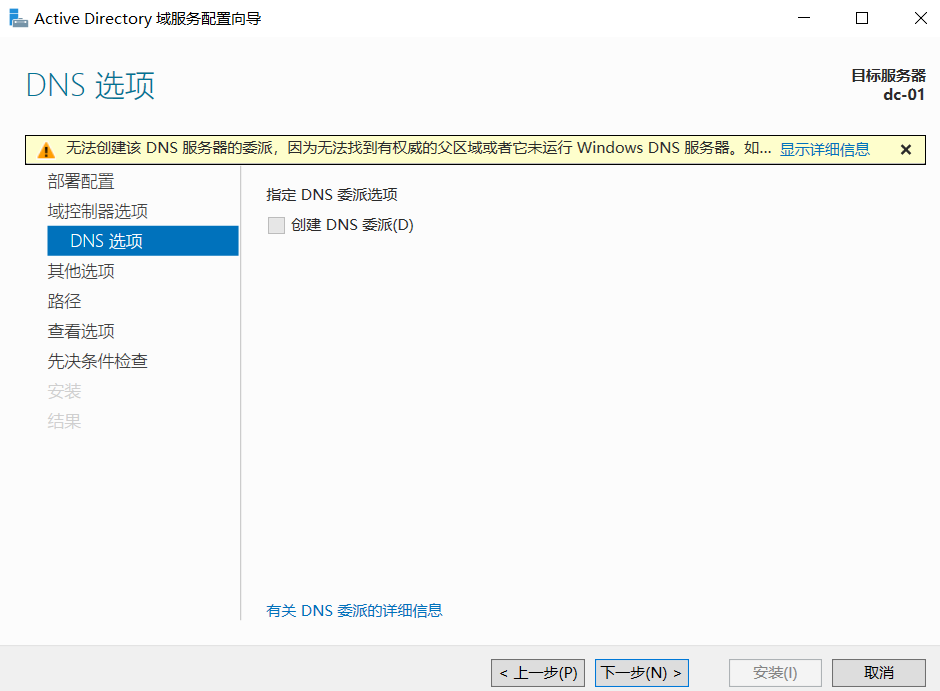 Active Directory 域服务配置向导
DNS 选项
目标服务器
dc-01
无法创建该 DNS 服务器的委派，因为无法找到有权威的父区域或者它未运行 Windows DNS 服务器。如... 显示详细信息
部署配置
域控制器选项
DNS 选项
其他选项
路径
查看选项
先决条件检查
安装
结果
指定 DNS 委派选项
创建 DNS 委派(D)
有关 DNS 委派的详细信息
< 上一步(P) 下一步(N) > 安装(I) 取消